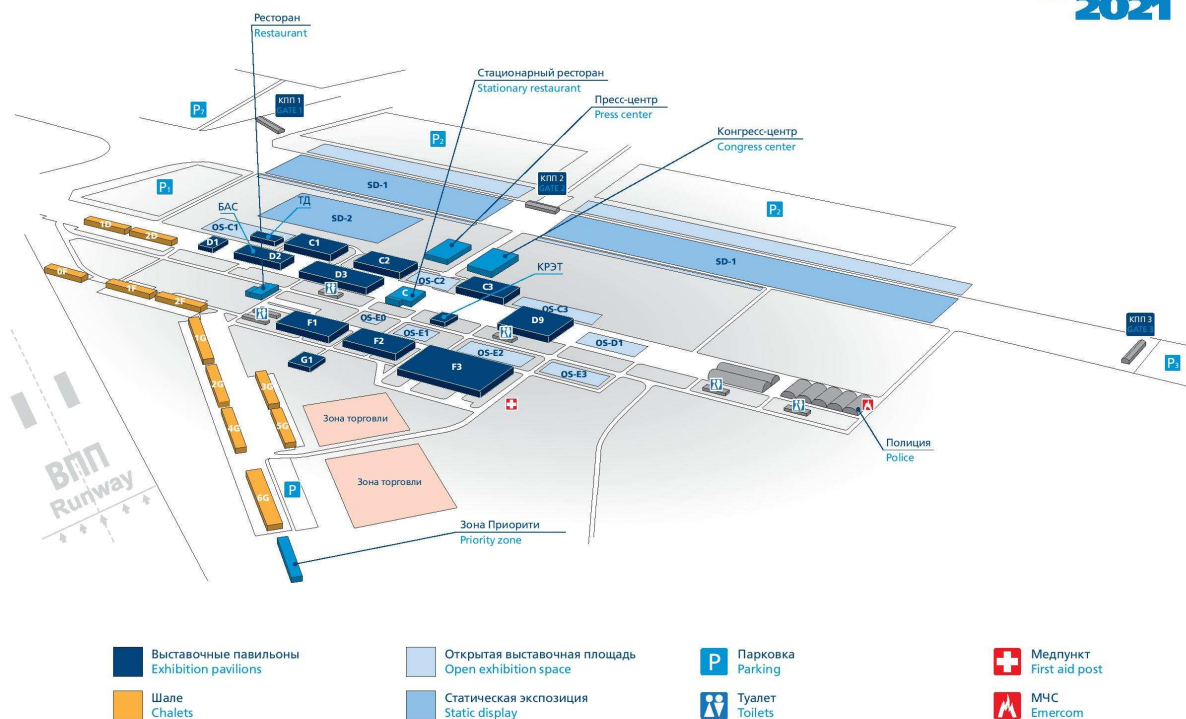 2021
Ресторан
Restaurant
Стационарный ресторан
Stationary restaurant
Пресс-центр
Press center
Конгресс-центр
Congress center
P7
КПП 1
GATE 1
P2
КПП 2
GATE 2
P1
SD-1
P2
БАС
ТД
SD-2
OS-C1
1D
2D
D1
D2
C1
C2
SD-1
КРЭТ
0F
1F
2F
D3
OS-C2
C
C3
OS-C3
КПП 3
GATE 3
P3
F1
OS-E0
OS-E1
D9
F2
OS-E2
OS-D1
1G
G1
F3
OS-E3
2G
3G
4G
5G
Зона торговли
Полиция
Police
ВПП
Runway
6G
P
Зона торговли
Зона Приорити
Priority zone
Выставочные павильоны
Exhibition pavilions
Открытая выставочная площадь
Open exhibition space
P
Парковка
Parking
Медпункт
First aid post
Шале
Chalets
Статическая экспозиция
Static display
Туалет
Toilets
МЧС
Emercom